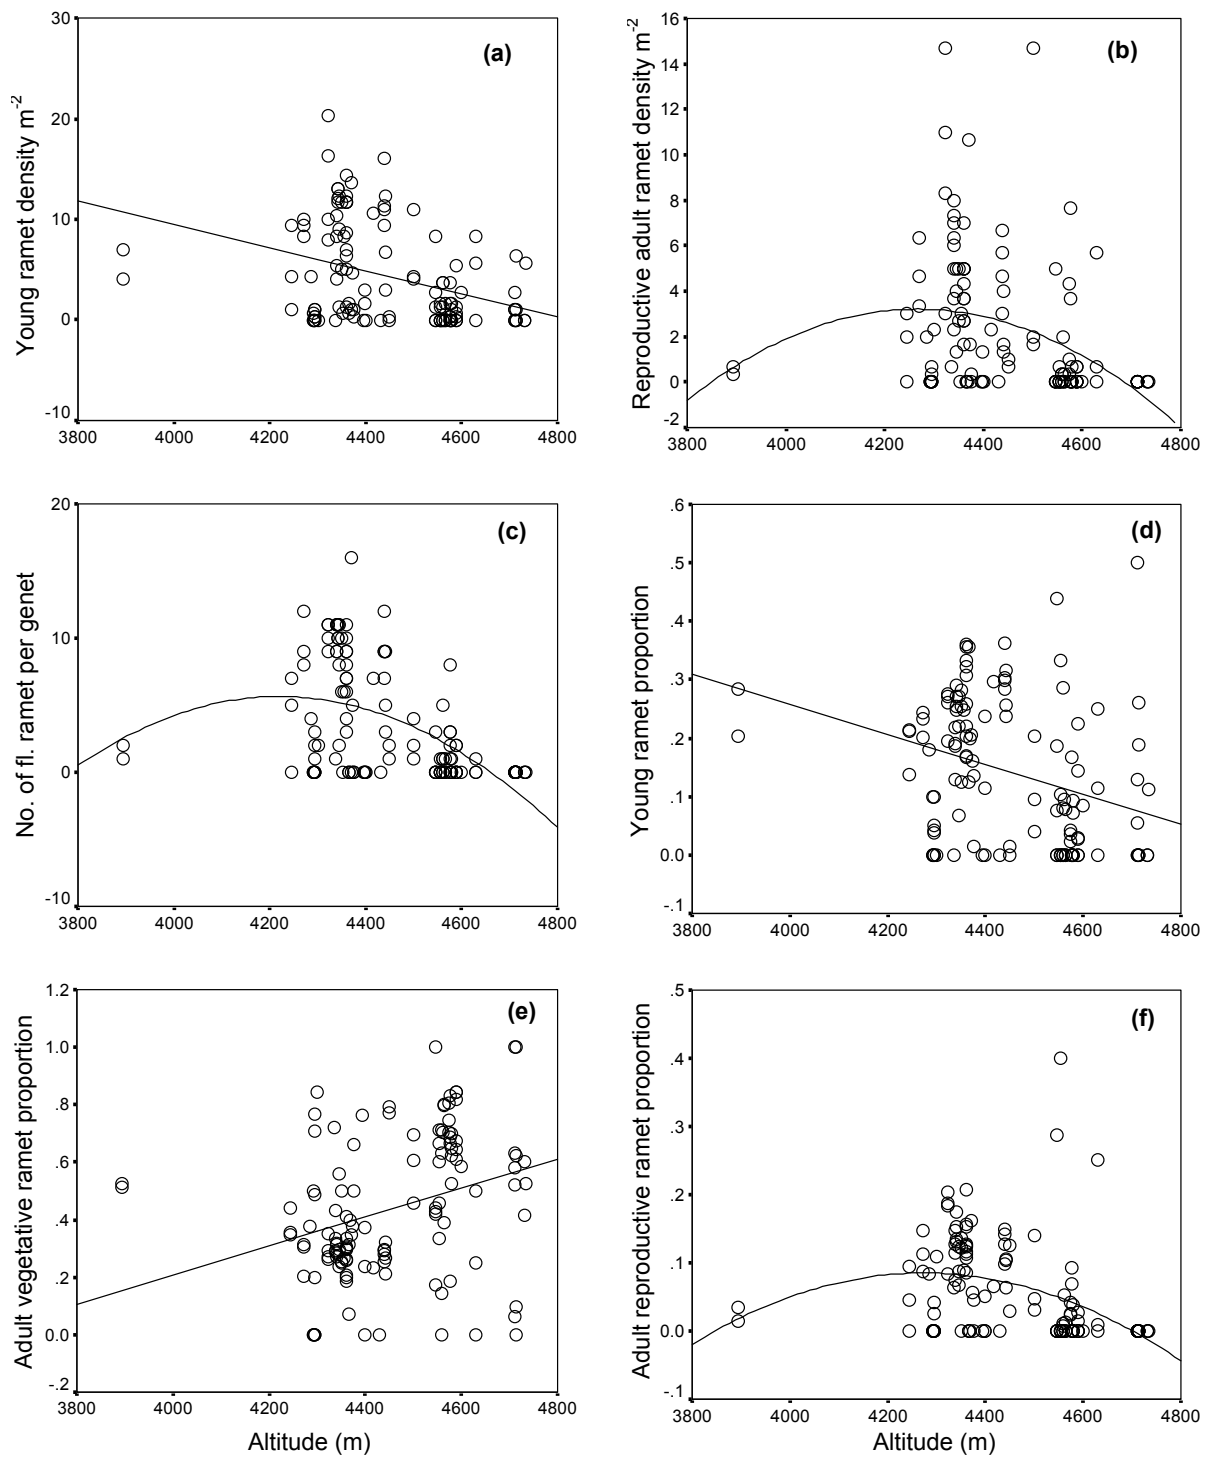 (a)
Young ramet density m-2
30
20
10
0
-10
3800 4000 4200 4400 4600 4800
(b)
Reproductive adult ramet density m-2
16
14
12
10
8
6
4
2
0
-2
3800 4000 4200 4400 4600 4800
(c)
No. of fl. ramet per genet
20
10
0
-10
3800 4000 4200 4400 4600 4800
(d)
Young ramet proportion
.6
.5
.4
.3
.2
.1
0.0
-.1
3800 4000 4200 4400 4600 4800
(e)
Adult vegetative ramet proportion
1.2
1.0
.8
.6
.4
.2
0.0
-.2
3800 4000 4200 4400 4600 4800
Altitude (m)
(f)
Adult reproductive ramet proportion
.5
.4
.3
.2
.1
0.0
-.1
3800 4000 4200 4400 4600 4800
Altitude (m)